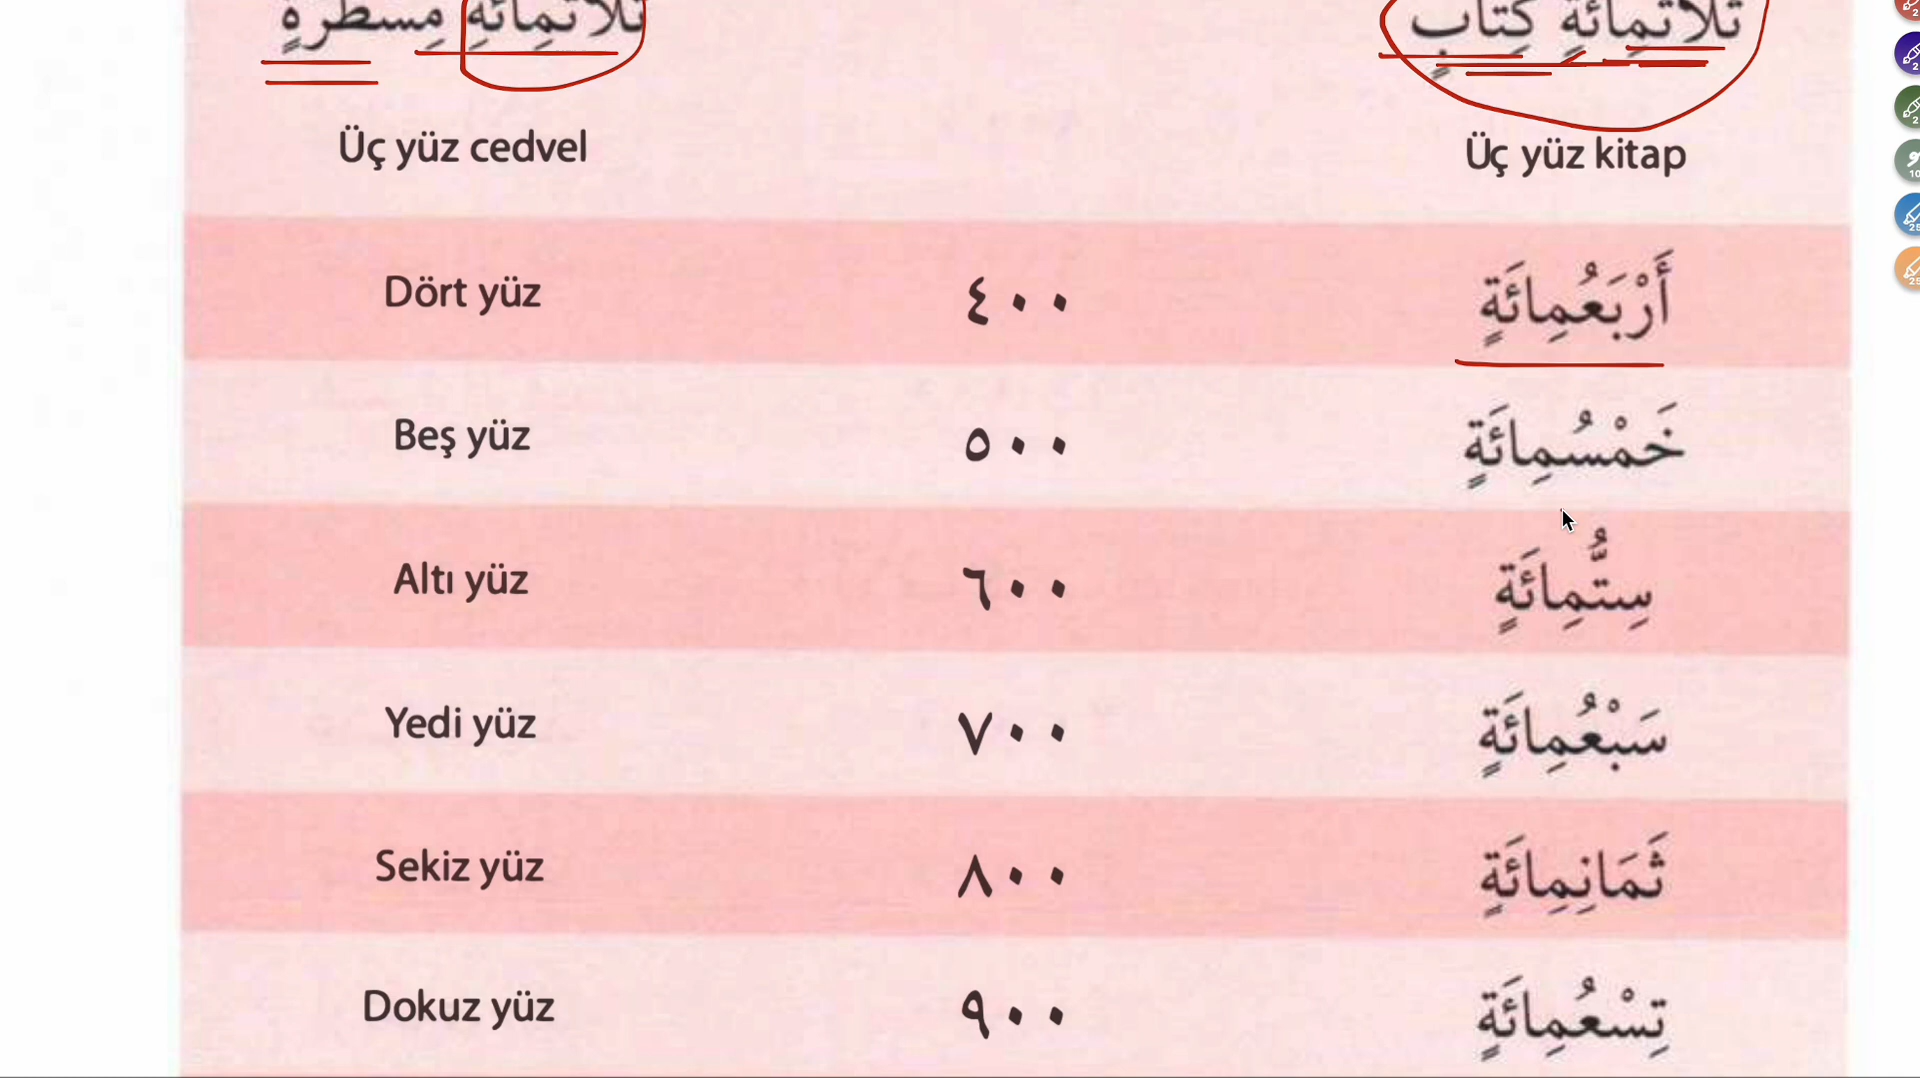 ثَلَاثُمِائَةِ كِتَابٍ
ثَلَاثُمِائَةِ مِسْطَرَةٍ
Üç yüz kitap
Üç yüz cedvel
أَرْبَعُمِائَةٍ ٤٠٠ Dört yüz
خَمْسُمِائَةٍ ٥٠٠ Beş yüz
سِتُّمِائَةٍ ٦٠٠ Altı yüz
سَبْعُمِائَةٍ ٧٠٠ Yedi yüz
ثَمَانِمِائَةٍ ٨٠٠ Sekiz yüz
تِسْعُمِائَةٍ ٩٠٠ Dokuz yüz